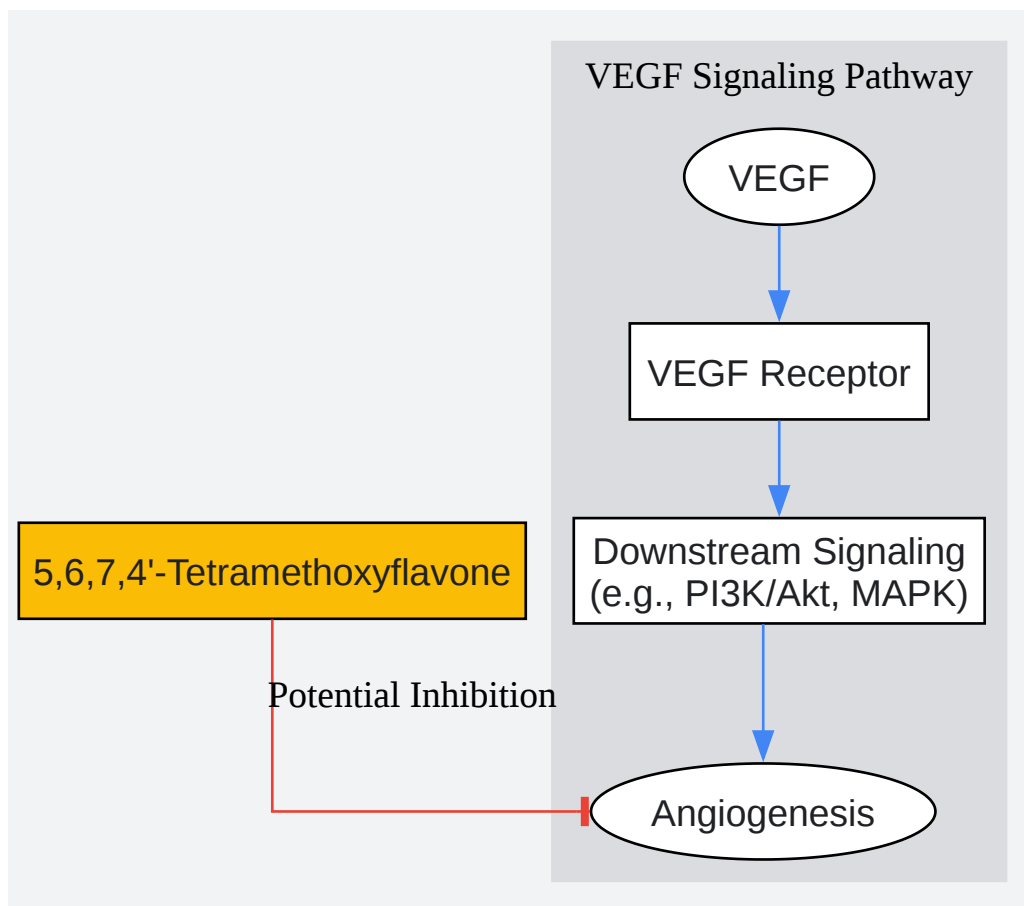 VEGF Signaling Pathway
VEGF
VEGF Receptor
5,6,7,4'-Tetramethoxyflavone
Downstream Signaling
(e.g., PI3K/Akt, MAPK)
Potential Inhibition
Angiogenesis